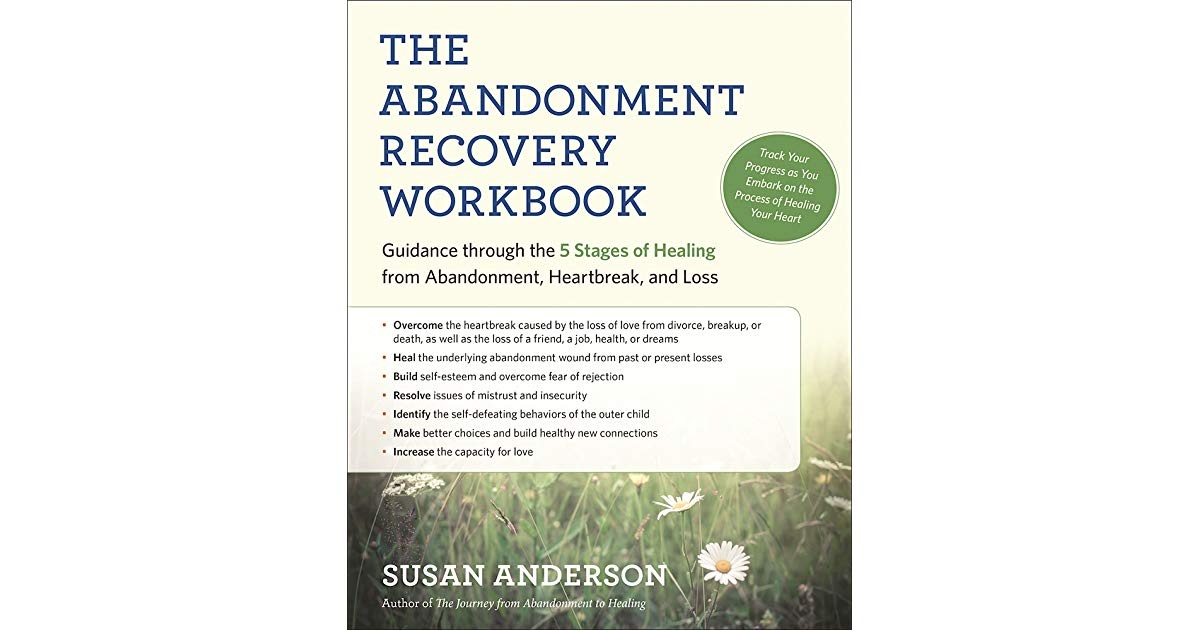 THE
ABANDONMENT
RECOVERY
WORKBOOK
Track Your
Progress as You
Embark on the
Process of Healing
Your Heart
Guidance through the 5 Stages of Healing
from Abandonment, Heartbreak, and Loss
▪ Overcome the heartbreak caused by the loss of love from divorce, breakup, or
death, as well as the loss of a friend, a job, health, or dreams
▪ Heal the underlying abandonment wound from past or present losses
▪ Build self-esteem and overcome fear of rejection
▪ Resolve issues of mistrust and insecurity
▪ Identify the self-defeating behaviors of the outer child
▪ Make better choices and build healthy new connections
▪ Increase the capacity for love
SUSAN ANDERSON
Author of The Journey from Abandonment to Healing